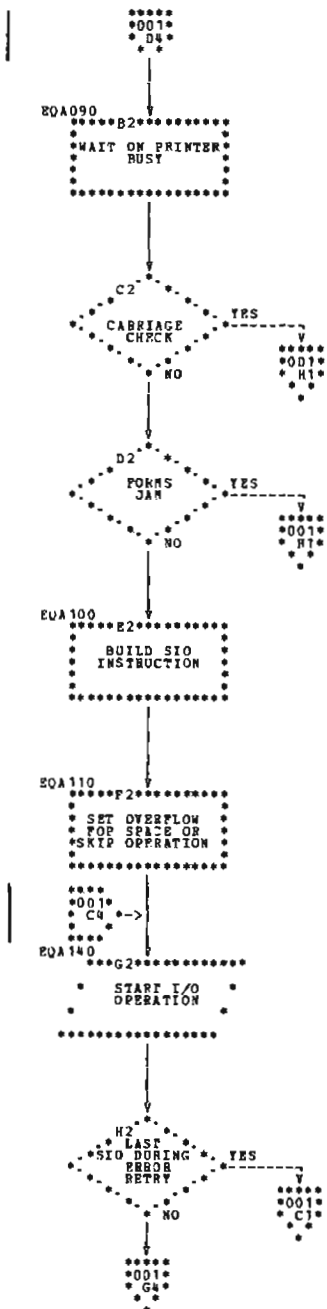 001
D4
EQA090
B2
WAIT ON PRINTER
BUSY
C2
YES
CARRIAGE
CHECK
001
H1
NO
D2
YES
FORMS
JAM
001
H1
NO
EQA100
E2
BUILD SIO
INSTRUCTION
EQA110
F2
SET OVERFLOW
FOR SPACE OR
SKIP OPERATION
001
C4
->
EQA140
G2
START I/O
OPERATION
H2
LAST
SIO DURING
YES
ERROR
RETRY
001
NO
001
G4